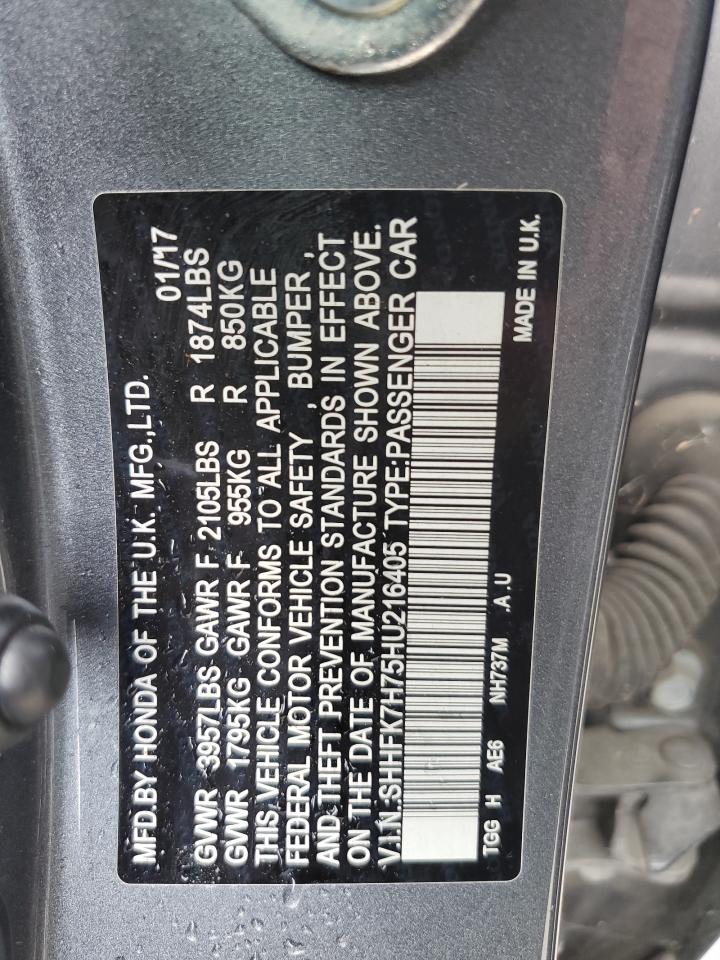 MFD.BY HONDA OF THE U.K. MFG.,LTD. 01/17
GVWR 3957LBS GAWR F 2105LBS R 1874LBS
GVWR 1795KG GAWR F 955KG R 850KG
THIS VEHICLE CONFORMS TO ALL APPLICABLE
FEDERAL MOTOR VEHICLE SAFETY , BUMPER ,
AND THEFT PREVENTION STANDARDS IN EFFECT
ON THE DATE OF MANUFACTURE SHOWN ABOVE.
V.I.N.:SHHFK7H75HU216405 TYPE:PASSENGER CAR
TGG H AE6 NH737M .A.U MADE IN U.K.